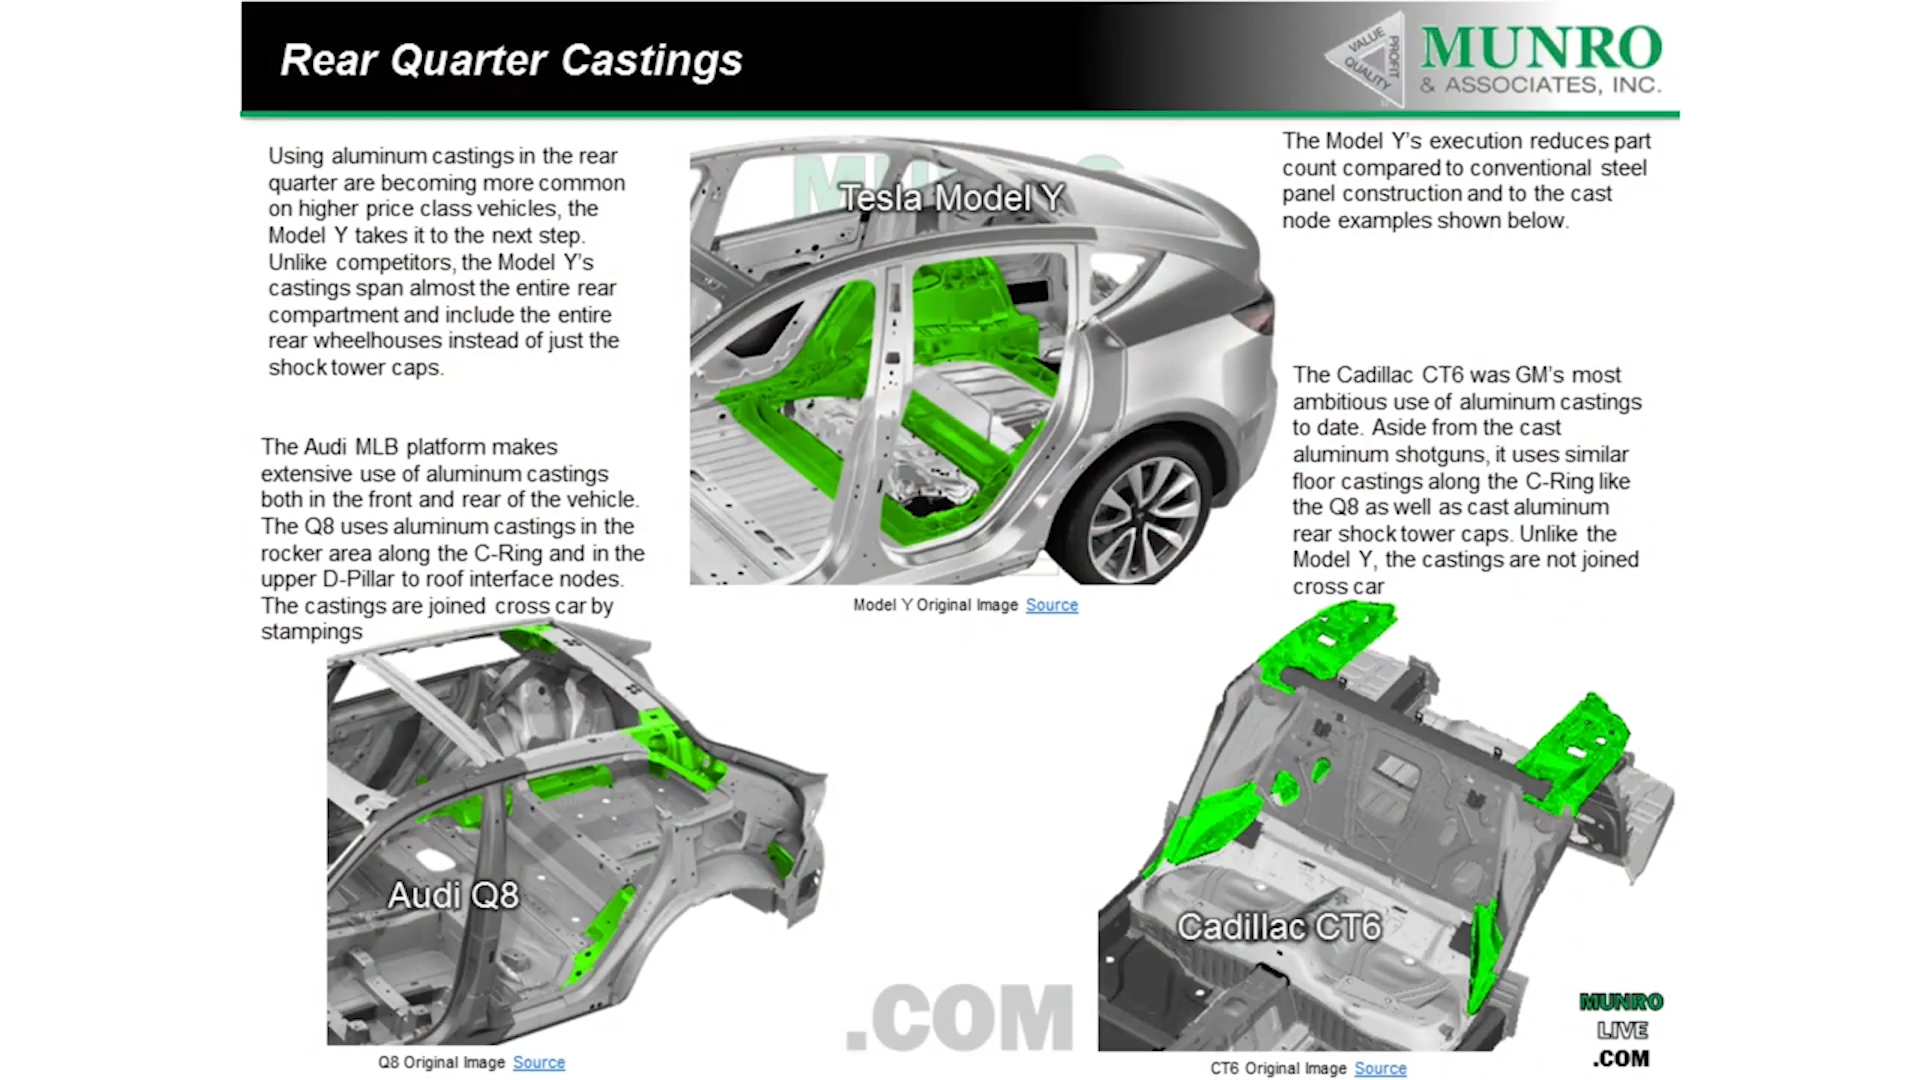 Rear Quarter Castings
VALUE
PROFIT
QUALITY
MUNRO
& ASSOCIATES, INC.
Using aluminum castings in the rear
quarter are becoming more common
on higher price class vehicles, the
Model Y takes it to the next step.
Unlike competitors, the Model Y's
castings span almost the entire rear
compartment and include the entire
rear wheelhouses instead of just the
shock tower caps.
The Audi MLB platform makes
extensive use of aluminum castings
both in the front and rear of the vehicle.
The Q8 uses aluminum castings in the
rocker area along the C-Ring and in the
upper D-Pillar to roof interface nodes.
The castings are joined cross car by
stampings
Tesla Model Y
Model Y Original Image Source
The Model Y's execution reduces part
count compared to conventional steel
panel construction and to the cast
node examples shown below.
The Cadillac CT6 was GM's most
ambitious use of aluminum castings
to date. Aside from the cast
aluminum shotguns, it uses similar
floor castings along the C-Ring like
the Q8 as well as cast aluminum
rear shock tower caps. Unlike the
Model Y, the castings are not joined
cross car
Audi Q8
Q8 Original Image Source
.COM
Cadillac CT6
CT6 Original Image Source
MUNRO
LIVE
.COM